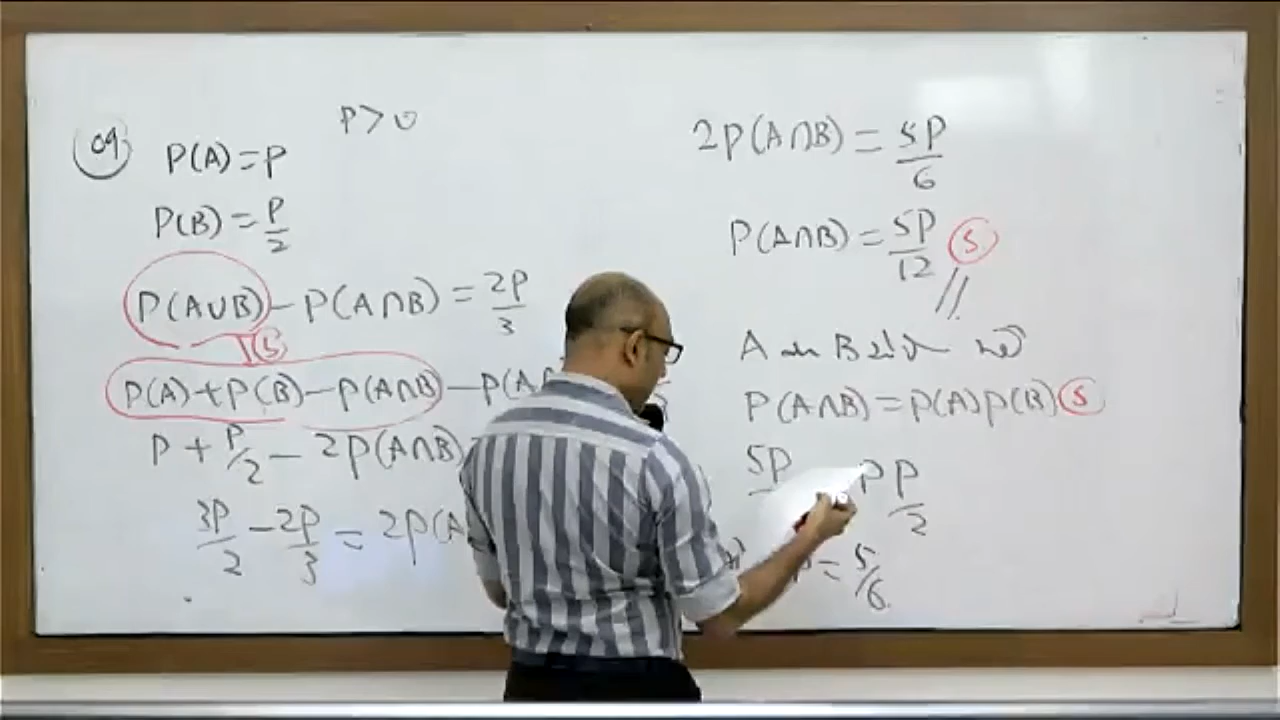 09
P > 0
P(A) = P
P(B) = P/2
P(A∪B) - P(A∩B) = 2P/3
5
P(A)+P(B)-P(A∩B) - P(A
P + P/2 - 2P(A∩B)
3P/2 - 2P/3 = 2P(A
2P(A∩B) = 5P/6
P(A∩B) = 5P/12 5
A B
P(A∩B) = P(A)P(B) 5
5P P P/2
= 5/6